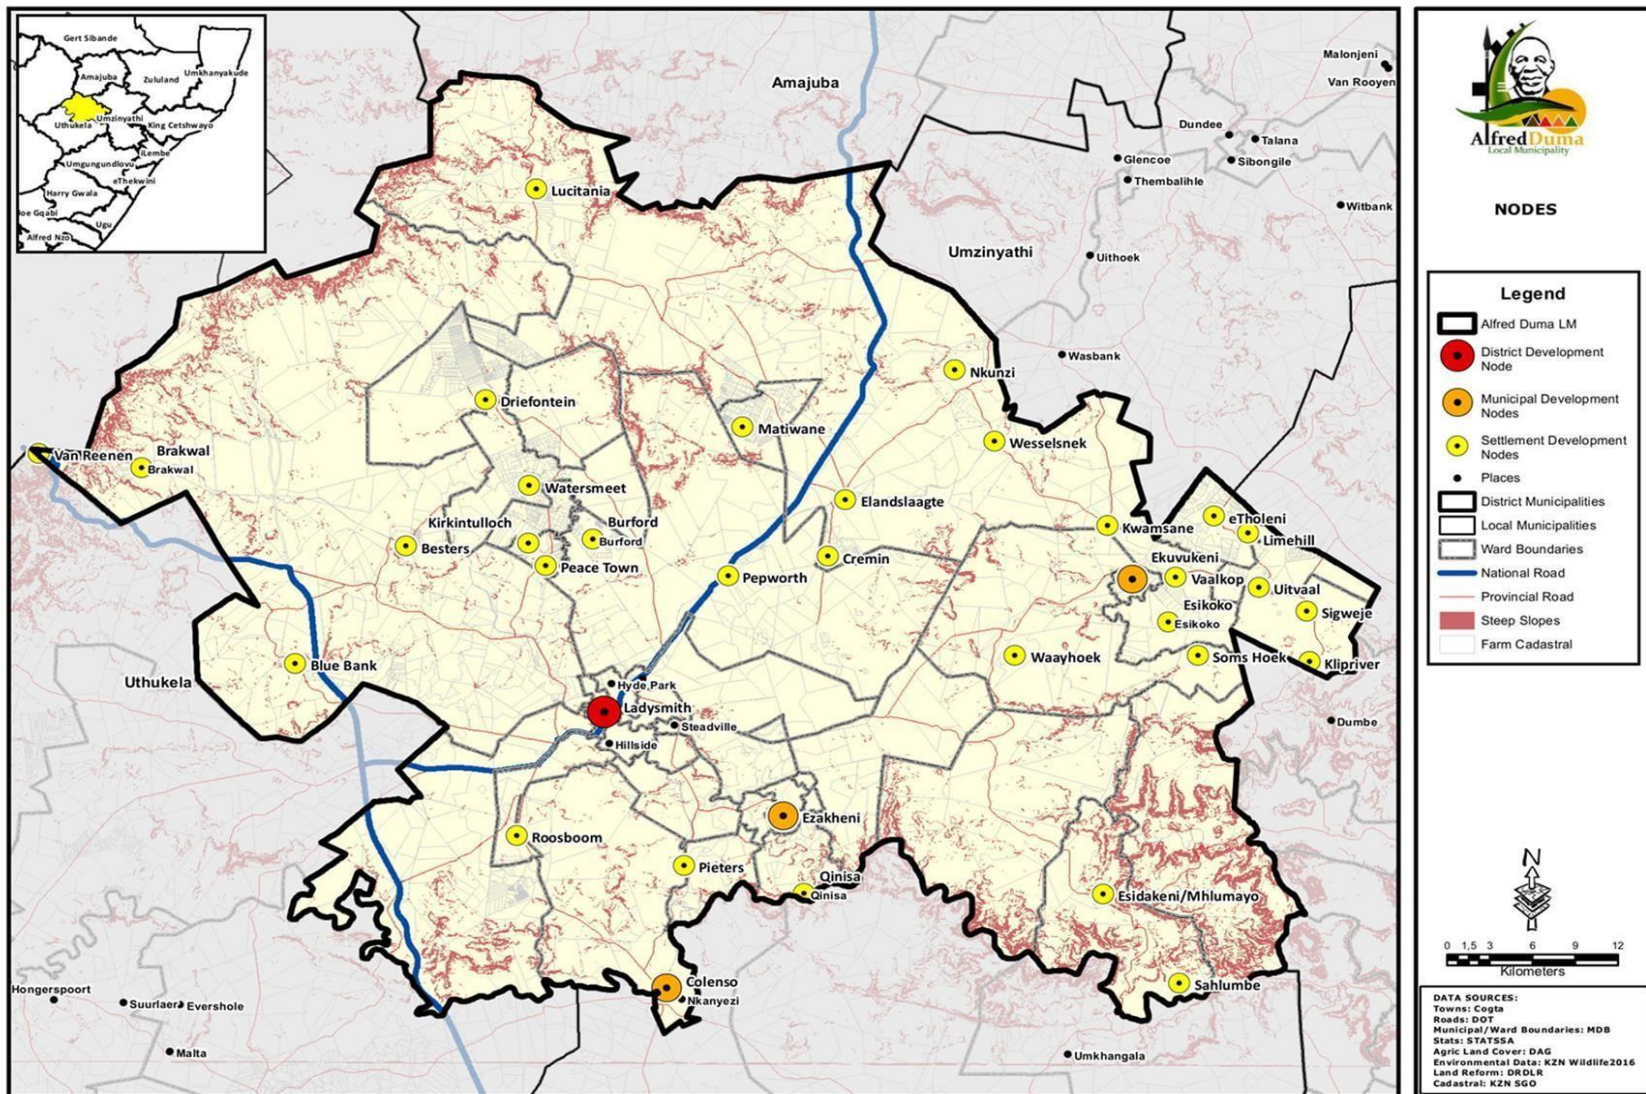 Gert Sibande
Amajuba
Zululand
Umkhanyakude
Umzinyathi
Uthukela
King Cetshwayo
iLembe
Umgungundlovu
eThekwini
Harry Gwala
Joe Gqabi
Ugu
Alfred Nzo
Amajuba
Malonjeni
Van Rooyen
Dundee
Talana
Glencoe
Sibongile
Thembalihle
Lucitania
Witbank
Umzinyathi
Uithoek
Wasbank
Nkunzi
Driefontein
Matiwane
Wesselsnek
Van Reenen
Brakwal
Brakwal
Watersmeet
Elandslaagte
Kirkintulloch
Burford
Burford
Kwamsane
eTholeni
Limehill
Besters
Cremin
Ekuvukeni
Peace Town
Pepworth
Vaalkop
Uitvaal
Esikoko
Esikoko
Sigweje
Waayhoek
Soms Hoek
Klipriver
Blue Bank
Uthukela
Hyde Park
Ladysmith
Steadville
Dumbe
Hillside
Ezakheni
Roosboom
Pieters
Qinisa
Qinisa
Esidakeni/Mhlumayo
Colenso
Nkanyezi
Sahlumbe
Hongerspoort
Suurlaer
Evershole
Malta
Umkhangala
AlfredDuma
Local Municipality
NODES
Legend
Alfred Duma LM
District Development
Node
Municipal Development
Nodes
Settlement Development
Nodes
Places
District Municipalities
Local Municipalities
Ward Boundaries
National Road
Provincial Road
Steep Slopes
Farm Cadastral
N
0 1,5 3 6 9 12
Kilometers
DATA SOURCES:
Towns: Cogta
Roads: DOT
Municipal/Ward Boundaries: MDB
Stats: STATSSA
Agric Land Cover: DAG
Environmental Data: KZN Wildlife2016
Land Reform: DRDLR
Cadastral: KZN SGO